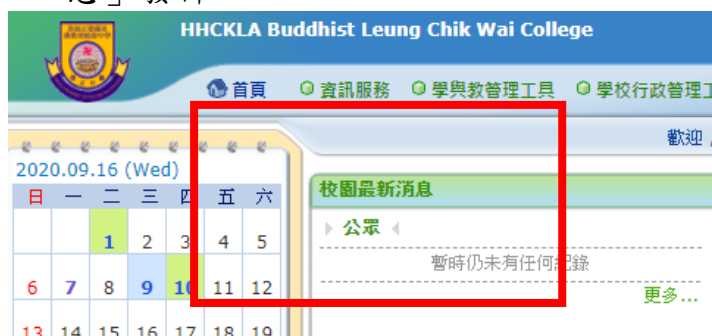 HHCKLA Buddhist Leung Chik Wai College
首頁 資訊服務 學與教管理工具 學校行政管理
歡迎
2020.09.16 (Wed)
日 一 二 三 四 五 六
1 2 3 4 5
6 7 8 9 10 11 12
13 14 15 16 17 18 19
校園最新消息
公眾
暫時仍未有任何紀錄
更多...